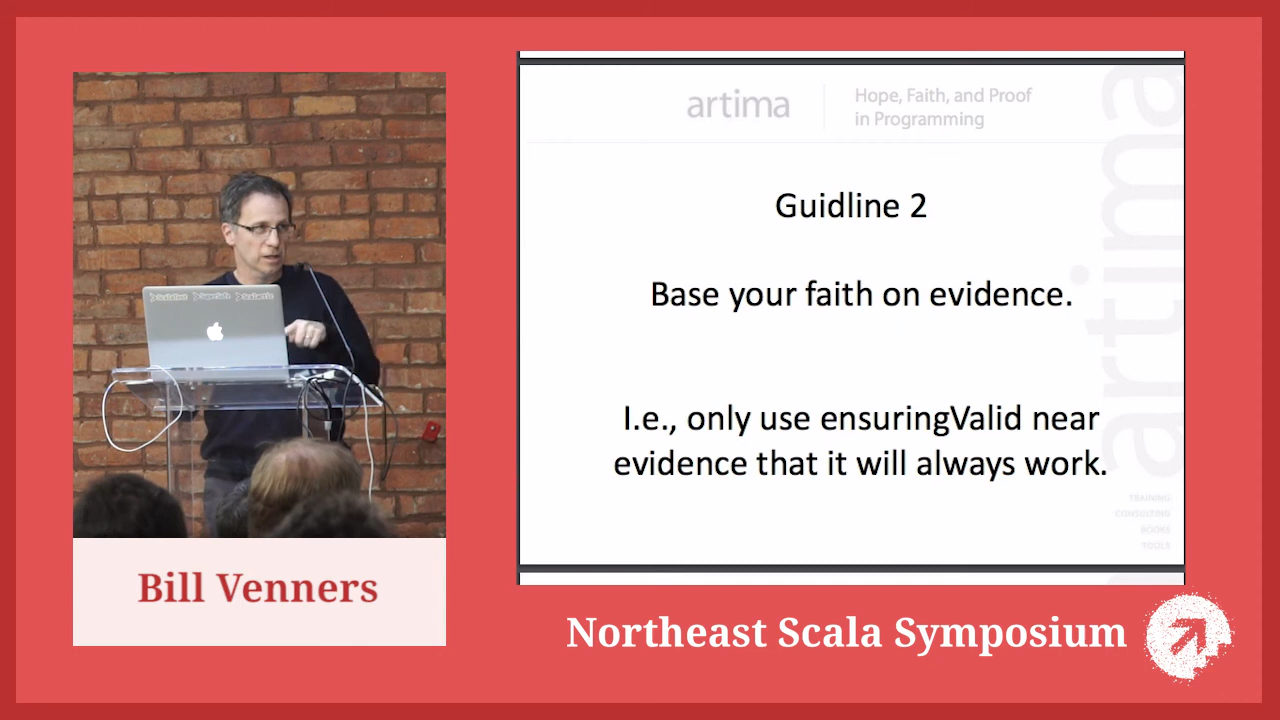 artima
Hope, Faith, and Proof
in Programming
Guidline 2
Base your faith on evidence.
I.e., only use ensuringValid near
evidence that it will always work.
artima
TRAINING
CONSULTING
BOOKS
TOOLS
Bill Venners
Northeast Scala Symposium